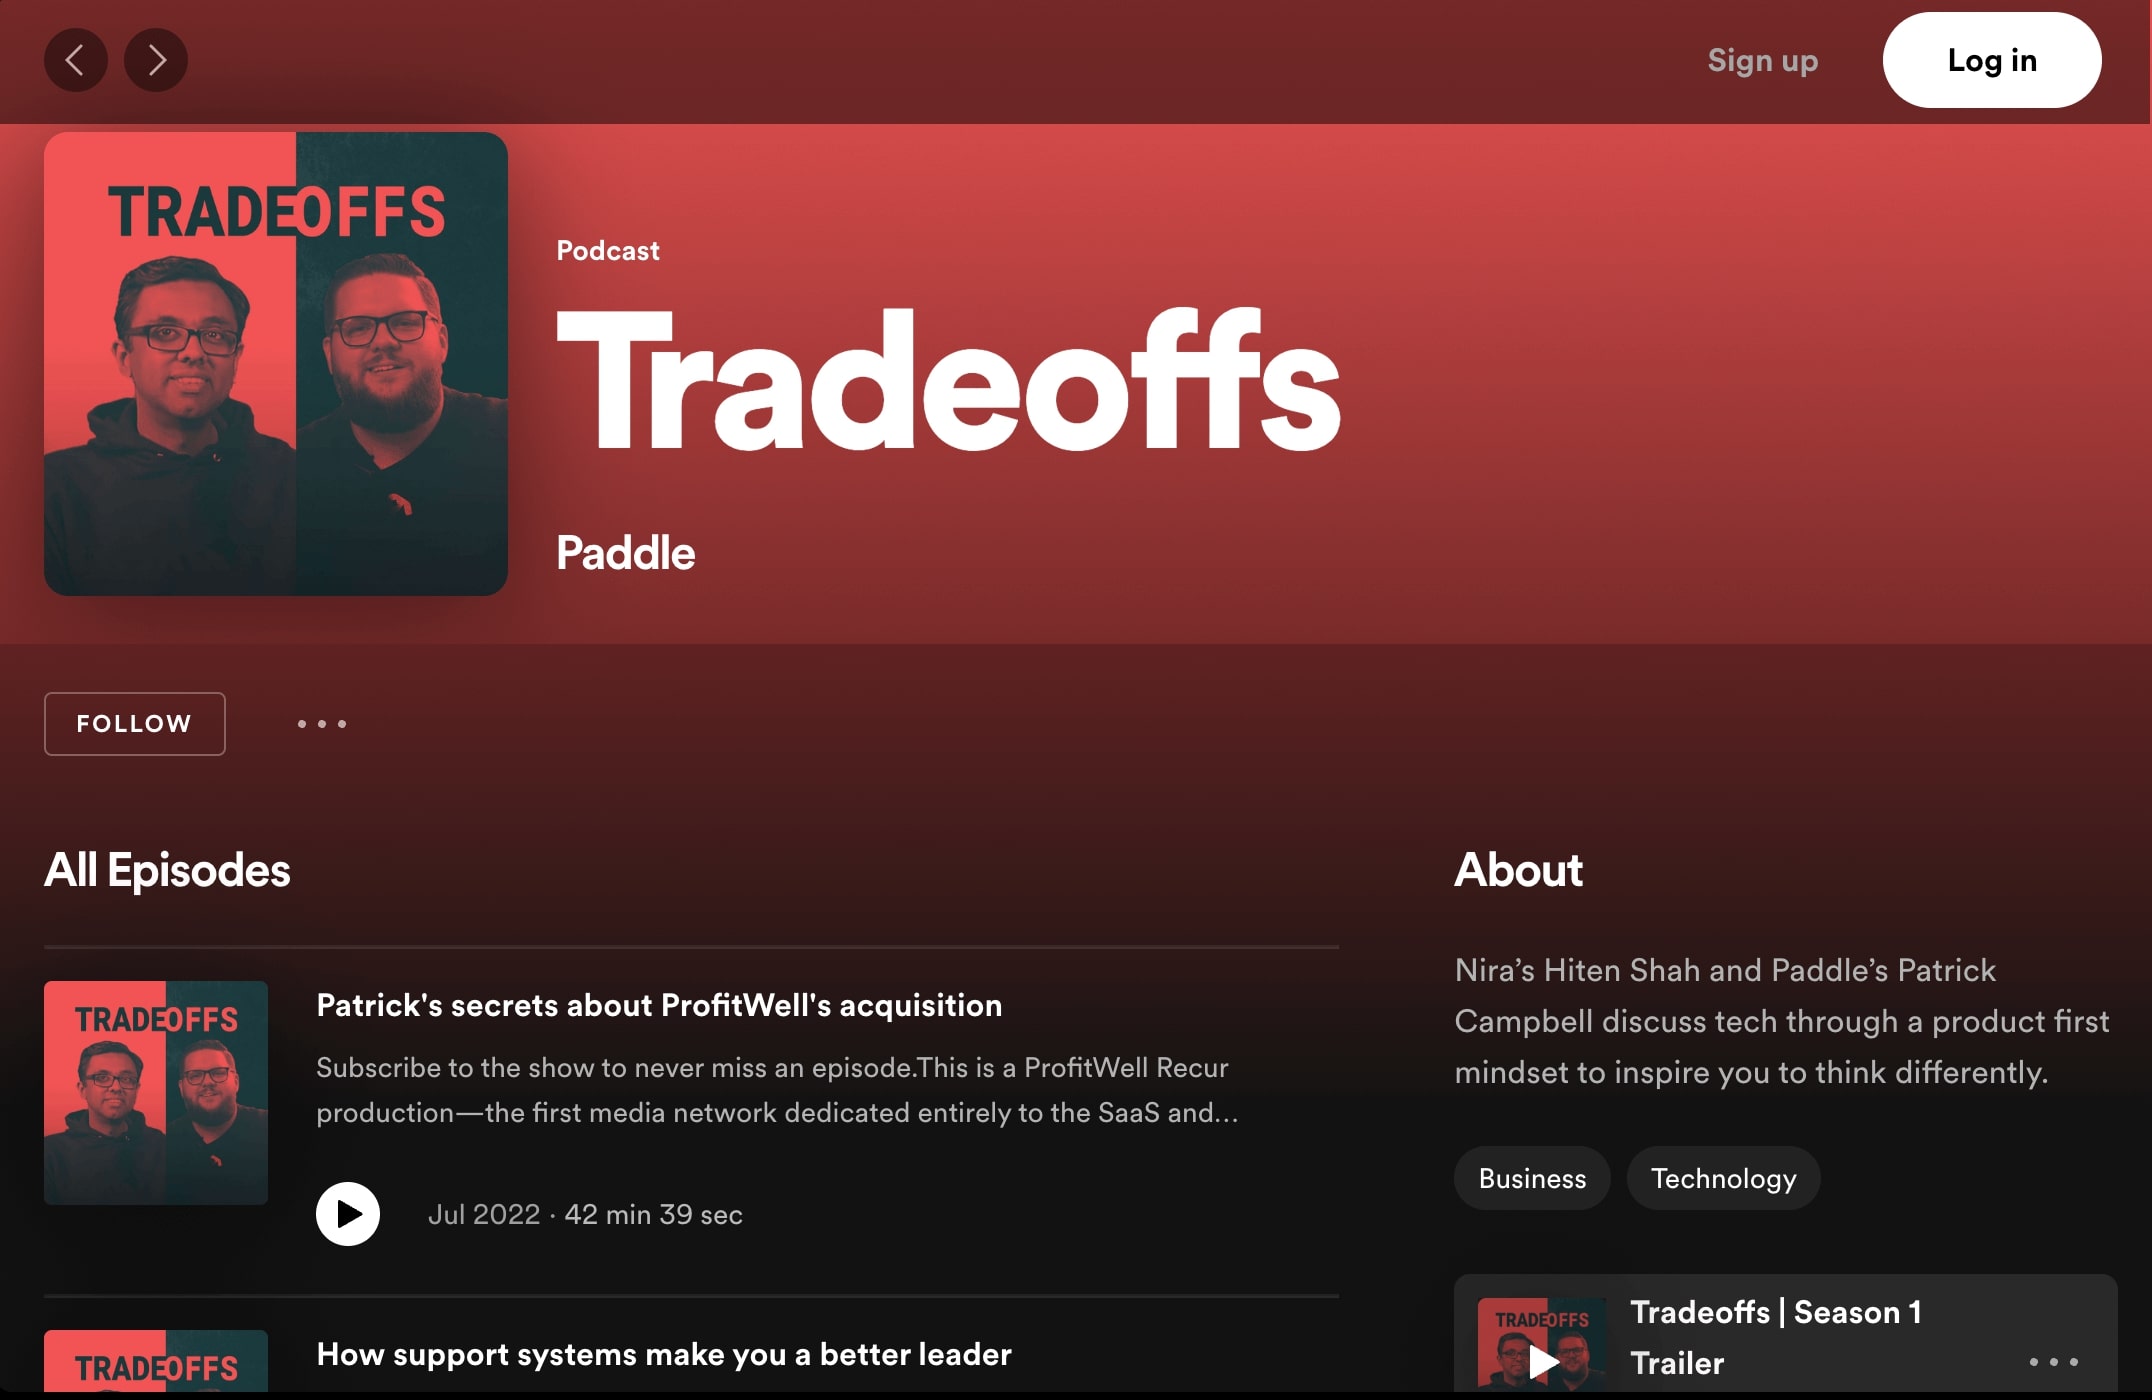 Sign up
Log in
TRADEOFFS
Podcast
Tradeoffs
Paddle
FOLLOW
All Episodes
About
TRADEOFFS
Patrick's secrets about ProfitWell's acquisition
Subscribe to the show to never miss an episode.This is a ProfitWell Recur
production—the first media network dedicated entirely to the SaaS and...
Jul 2022 · 42 min 39 sec
Nira’s Hiten Shah and Paddle’s Patrick
Campbell discuss tech through a product first
mindset to inspire you to think differently.
Business
Technology
TRADEOFFS
How support systems make you a better leader
TRADEOFFS
Tradeoffs | Season 1
Trailer